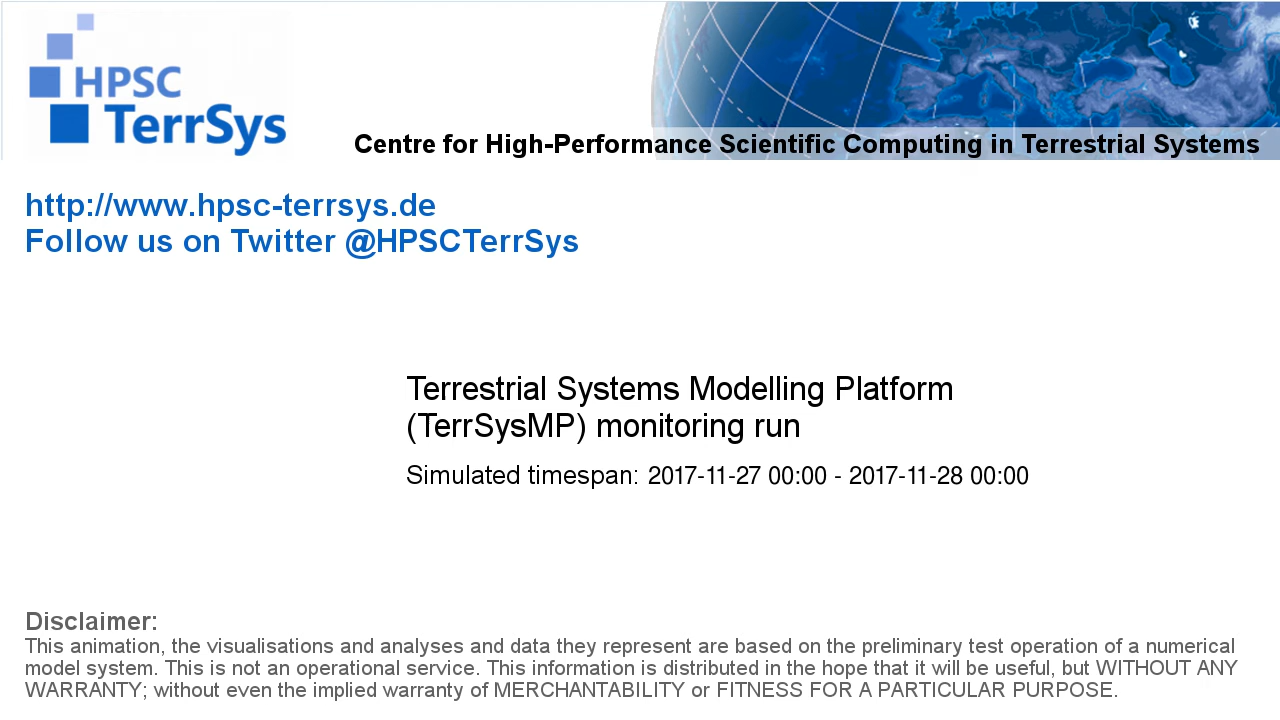 HPSC
TerrSys
Centre for High-Performance Scientific Computing in Terrestrial Systems
http://www.hpsc-terrsys.de
Follow us on Twitter @HPSCTerrSys
Terrestrial Systems Modelling Platform
(TerrSysMP) monitoring run
Simulated timespan: 2017-11-27 00:00 - 2017-11-28 00:00
Disclaimer:
This animation, the visualisations and analyses and data they represent are based on the preliminary test operation of a numerical
model system. This is not an operational service. This information is distributed in the hope that it will be useful, but WITHOUT ANY
WARRANTY; without even the implied warranty of MERCHANTABILITY or FITNESS FOR A PARTICULAR PURPOSE.